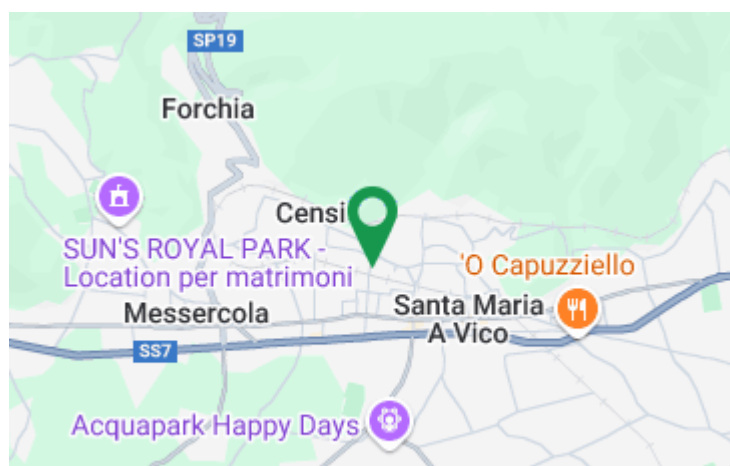 SP19
Forchia
Censi
SUN'S ROYAL PARK -
Location per matrimoni
'O Capuzziello
Messercola
Santa Maria
A Vico
SS7
Acquapark Happy Days